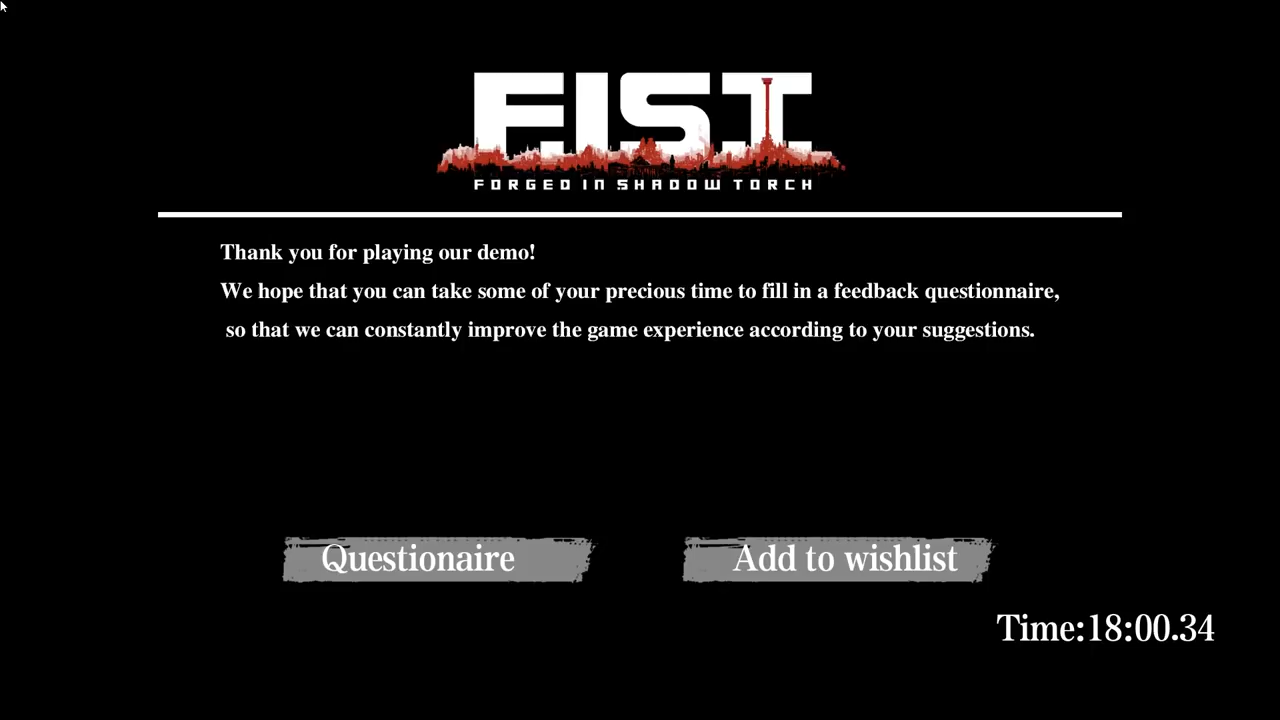 F.I.S.T.
FORGED IN SHADOW TORCH
Thank you for playing our demo!
We hope that you can take some of your precious time to fill in a feedback questionnaire,
so that we can constantly improve the game experience according to your suggestions.
Questionaire
Add to wishlist
Time:18:00.34